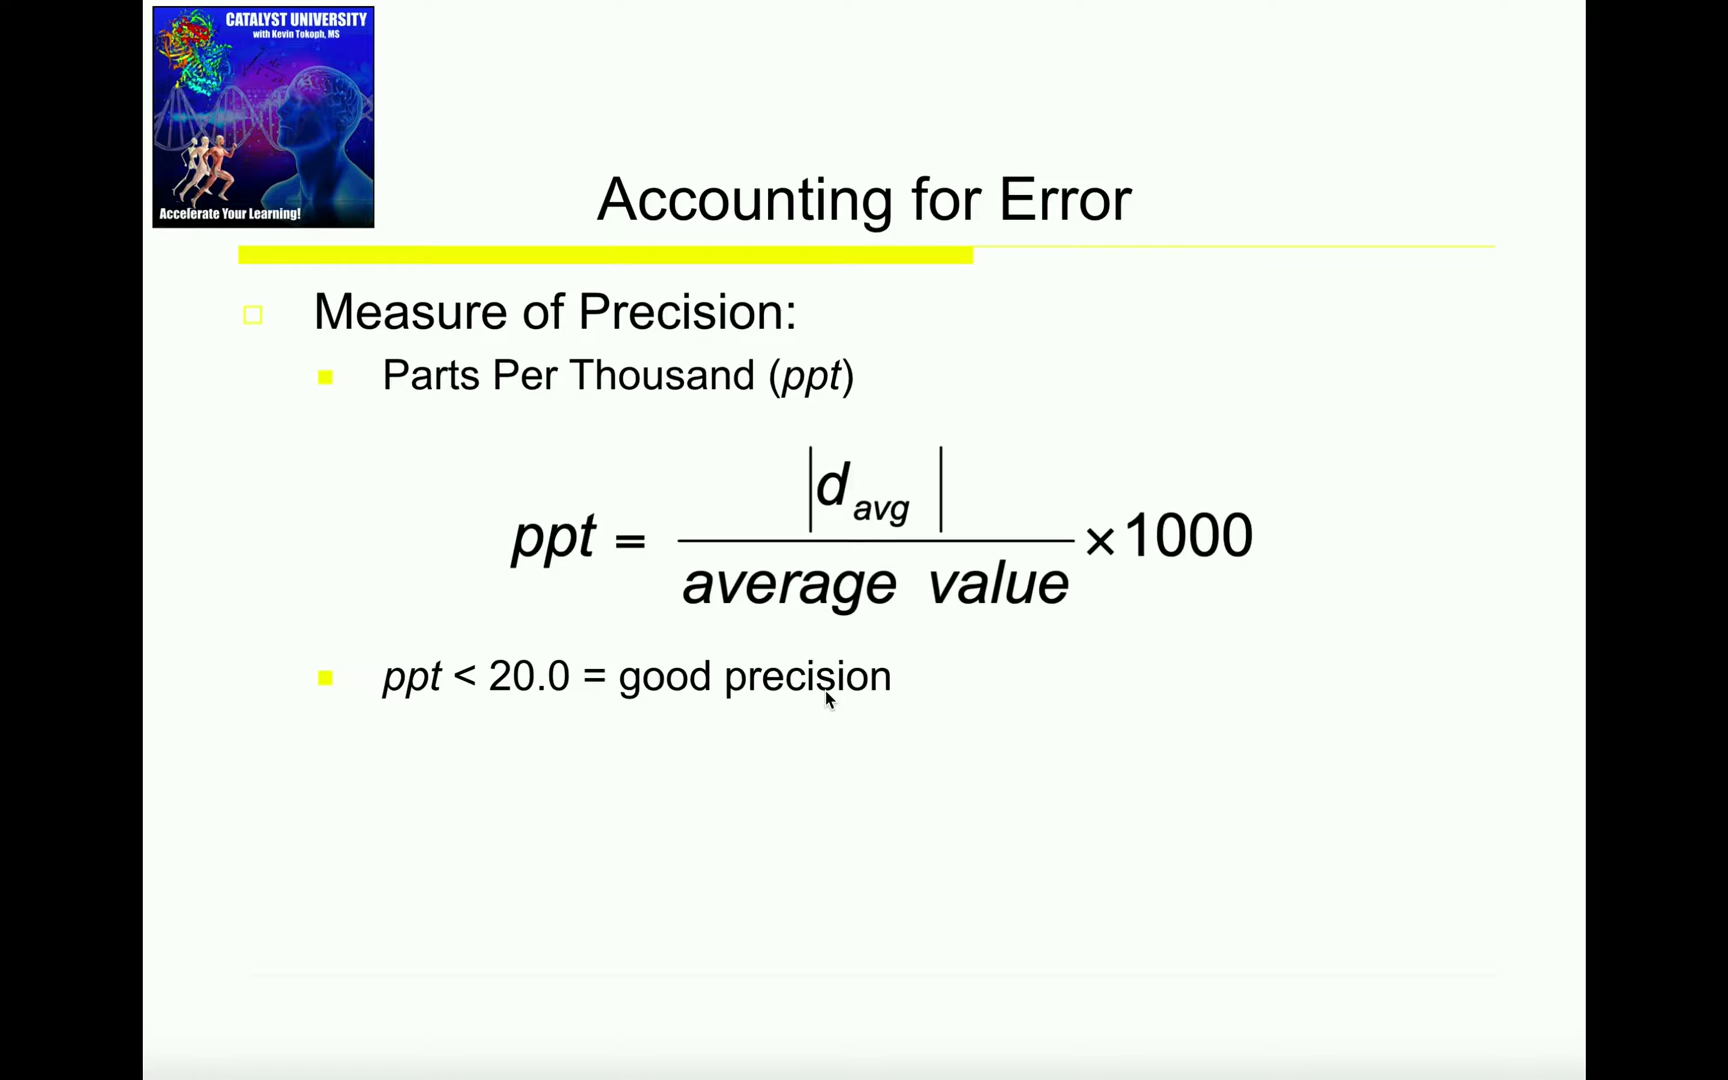 CATALYST UNIVERSITY
with Kevin Tokoph, MS
Accelerate Your Learning!
Accounting for Error
Measure of Precision:
Parts Per Thousand (ppt)
ppt = |d avg | / average value ×1000
ppt < 20.0 = good precision